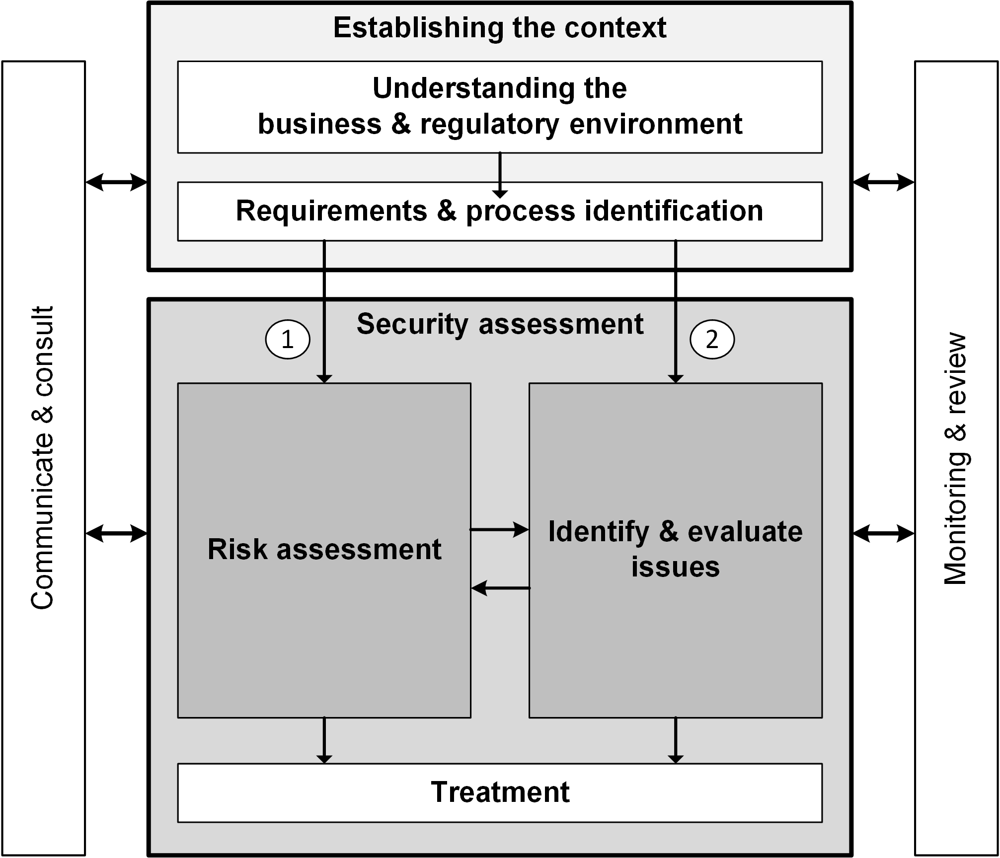 Establishing the context
Understanding the
business & regulatory environment
Requirements & process identification
Communicate & consult
Security assessment
1
2
Risk assessment
Identify & evaluate
issues
Treatment
Monitoring & review